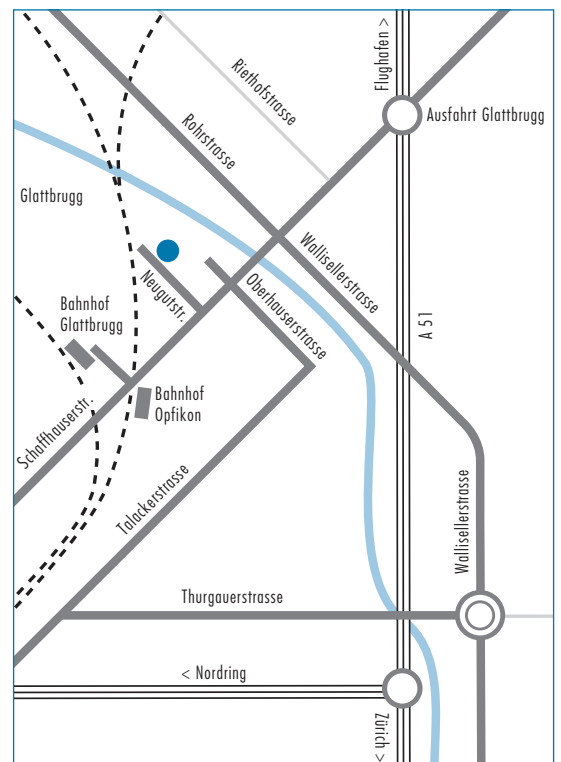 Flughafen >
Riethofstrasse
Ausfahrt Glattbrugg
Rohrstrasse
Glattbrugg
Wallisellerstrasse
Neugutstr.
Oberhauserstrasse
Bahnhof
Glattbrugg
A 51
Bahnhof
Opfikon
Schaffhauserstr.
Talackerstrasse
Wallisellerstrasse
Thurgauerstrasse
< Nordring
Zürich >